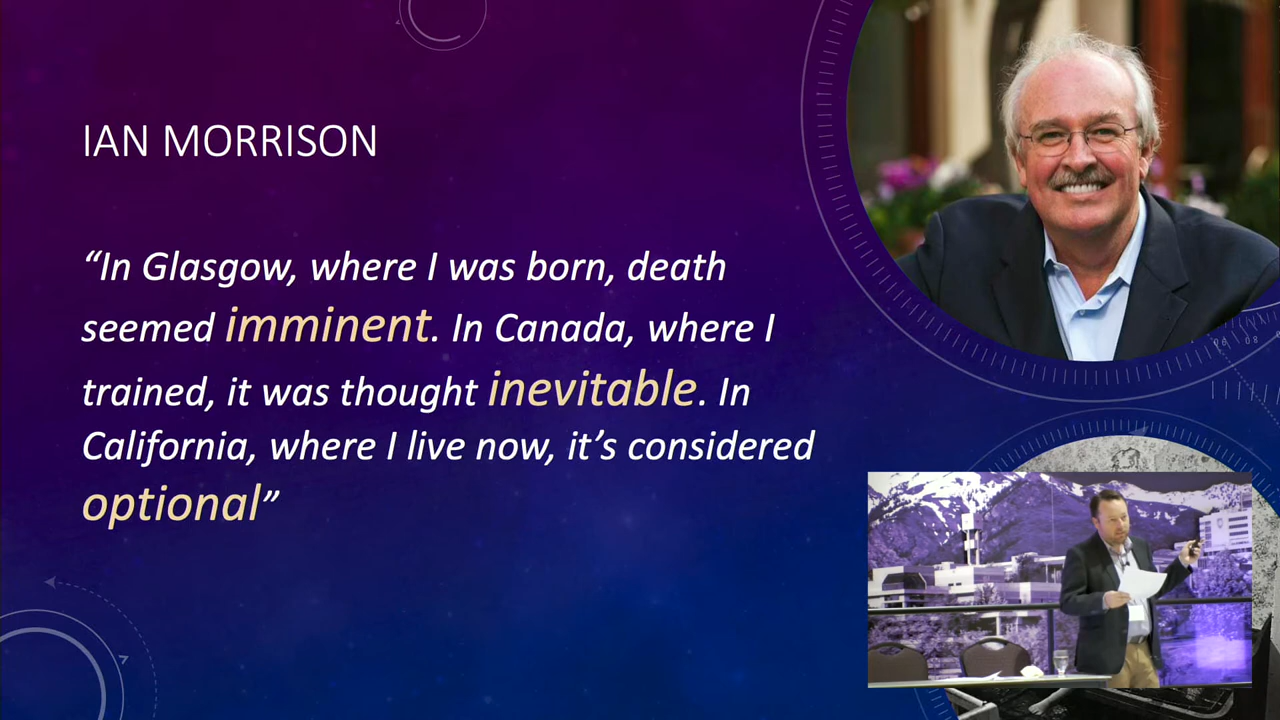 IAN MORRISON
“In Glasgow, where I was born, death
seemed imminent. In Canada, where I
trained, it was thought inevitable. In
California, where I live now, it’s considered
optional”